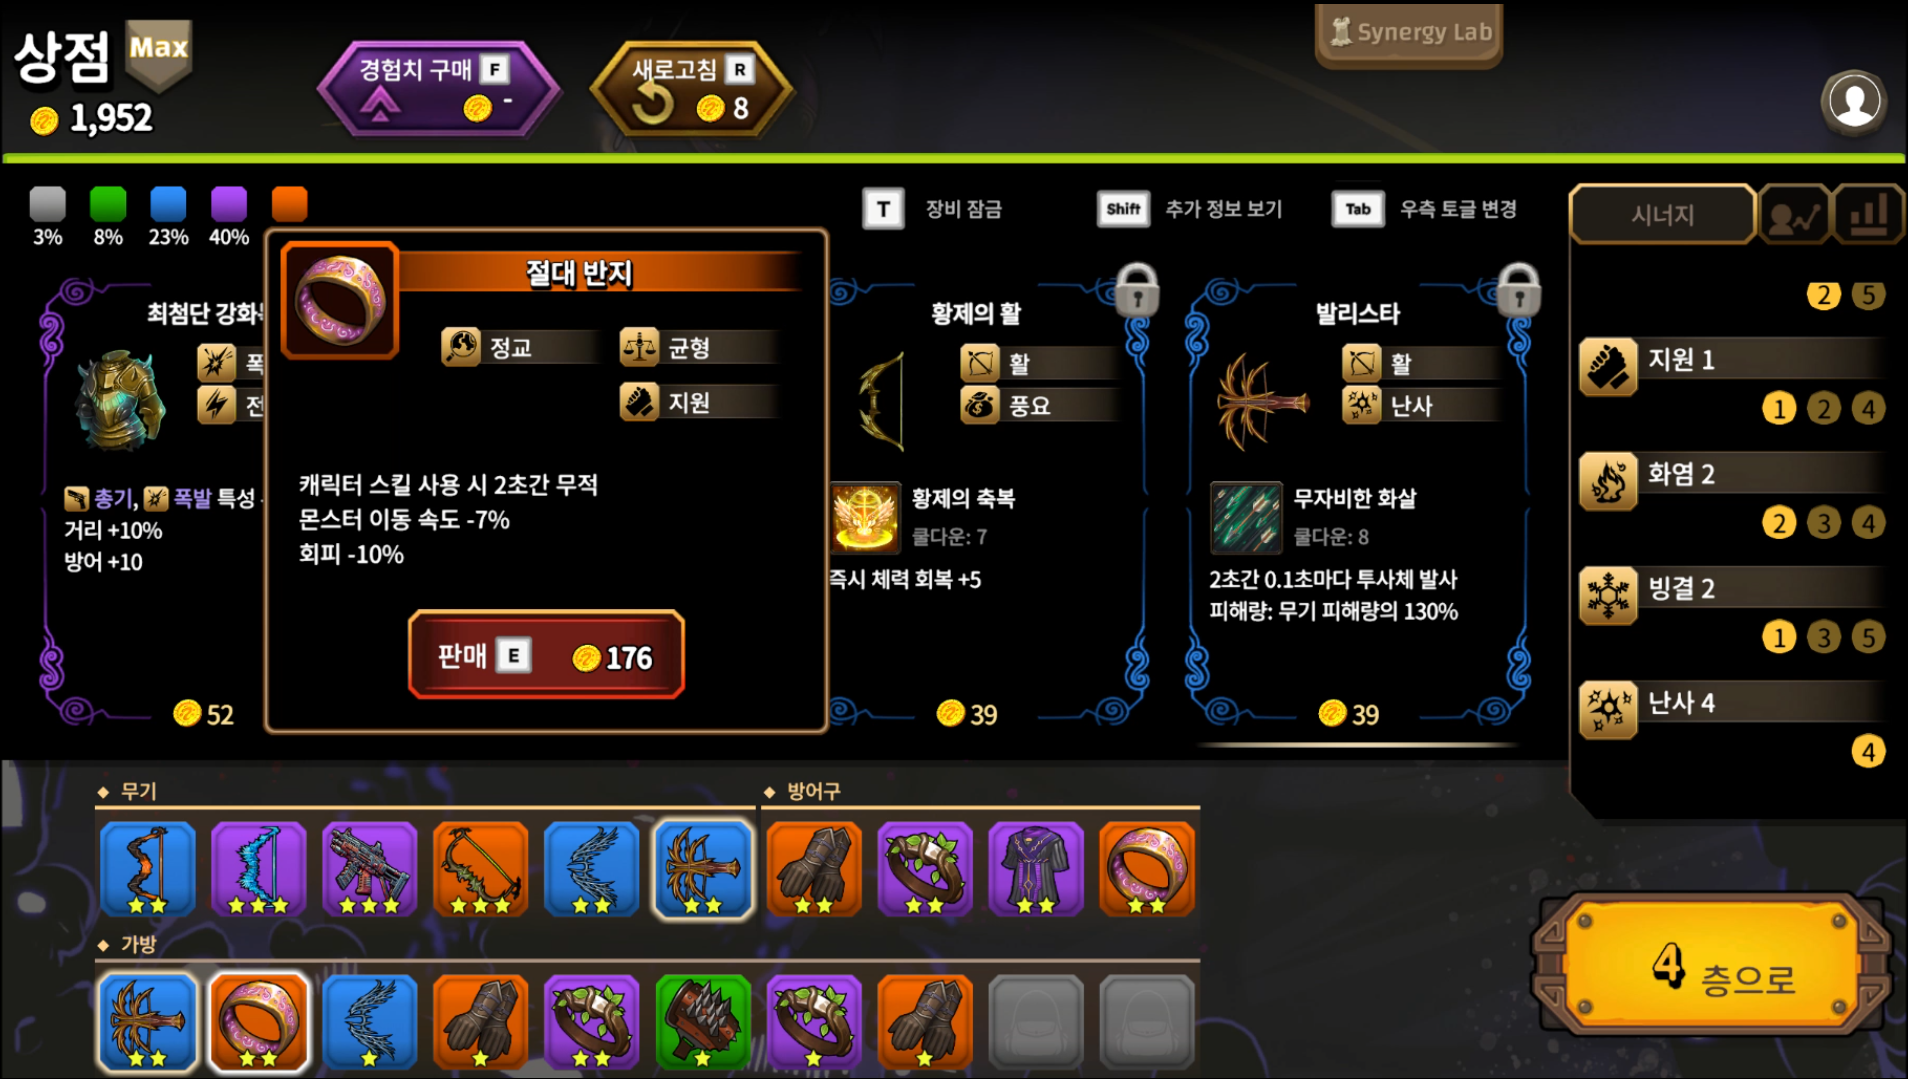 상점 Max
1,952
경험치 구매 F
-
새로고침 R
8
Synergy Lab
3% 8% 23% 40%
T 장비 잠금
Shift 추가 정보 보기
Tab 우측 토글 변경
시너지
최첨단 강화
폭
전
총기, 폭발 특성
거리 +10%
방어 +10
52
절대 반지
정교
균형
지원
캐릭터 스킬 사용 시 2초간 무적
몬스터 이동 속도 -7%
회피 -10%
판매 E 176
황제의 활
활
풍요
황제의 축복
쿨다운: 7
즉시 체력 회복 +5
39
발리스타
활
난사
무자비한 화살
쿨다운: 8
2초간 0.1초마다 투사체 발사
피해량: 무기 피해량의 130%
39
2 5
지원 1
1 2 4
화염 2
2 3 4
빙결 2
1 3 5
난사 4
4
무기
방어구
가방
4 층으로